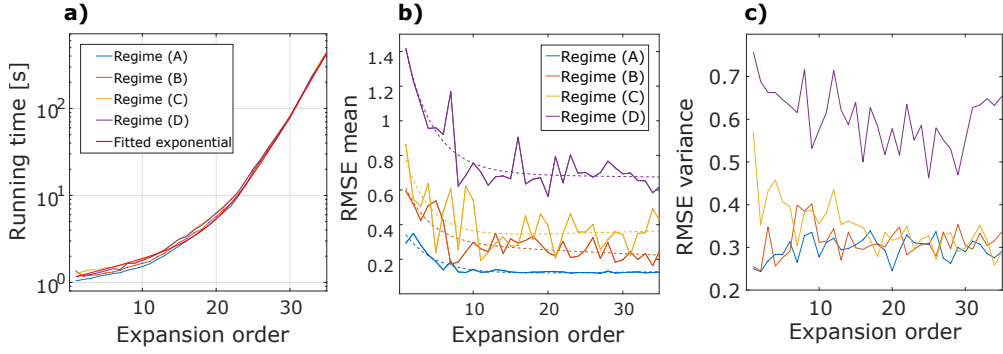 a)
Running time [s]
10²
10¹
10⁰
10
20
30
Expansion order
Regime (A)
Regime (B)
Regime (C)
Regime (D)
Fitted exponential
b)
RMSE mean
1.4
1.2
1
0.8
0.6
0.4
0.2
10
20
30
Expansion order
Regime (A)
Regime (B)
Regime (C)
Regime (D)
c)
RMSE variance
0.7
0.6
0.5
0.4
0.3
0.2
10
20
30
Expansion order